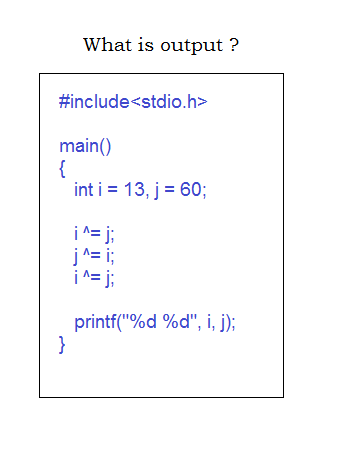 What is output ?
#include<stdio.h>
main()
{
int i = 13, j = 60;
i ^= j;
j ^= i;
i ^= j;
printf("%d %d", i, j);
}